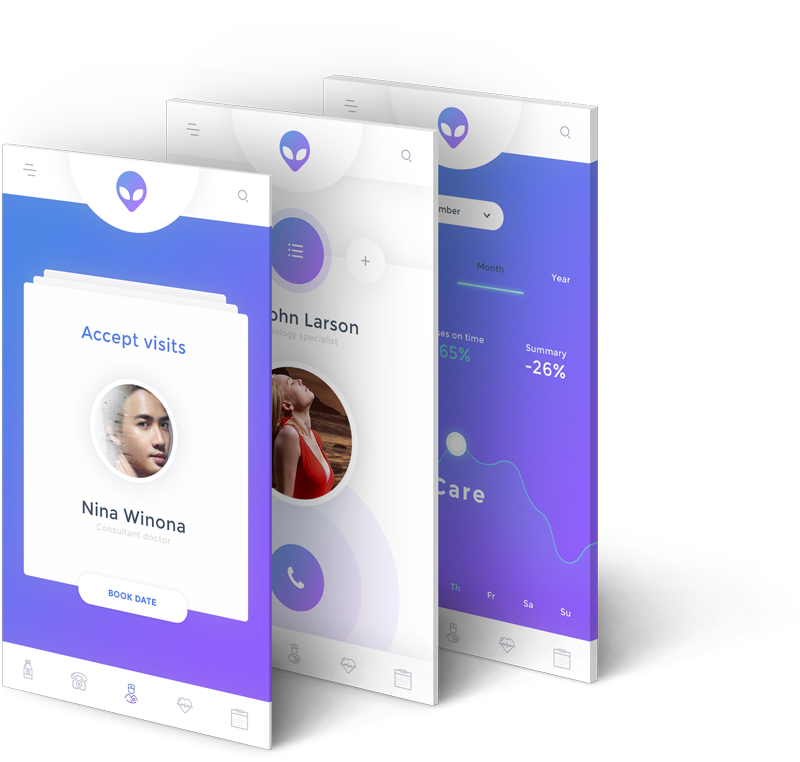 Accept visits
Nina Winona
Consultant doctor
BOOK DATE
ohn Larson
ology specialist
mber
Month
Year
ses on time
65%
Summary
-26%
Care
Th
Fr
Sa
Su